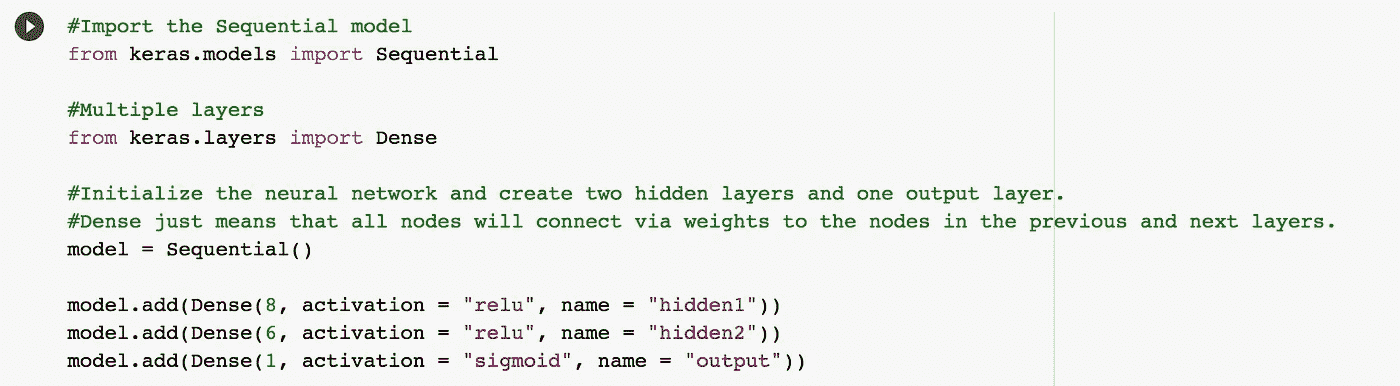 #Import the Sequential model
from keras.models import Sequential
#Multiple layers
from keras.layers import Dense
#Initialize the neural network and create two hidden layers and one output layer.
#Dense just means that all nodes will connect via weights to the nodes in the previous and next layers.
model = Sequential()
model.add(Dense(8, activation = "relu", name = "hidden1"))
model.add(Dense(6, activation = "relu", name = "hidden2"))
model.add(Dense(1, activation = "sigmoid", name = "output"))